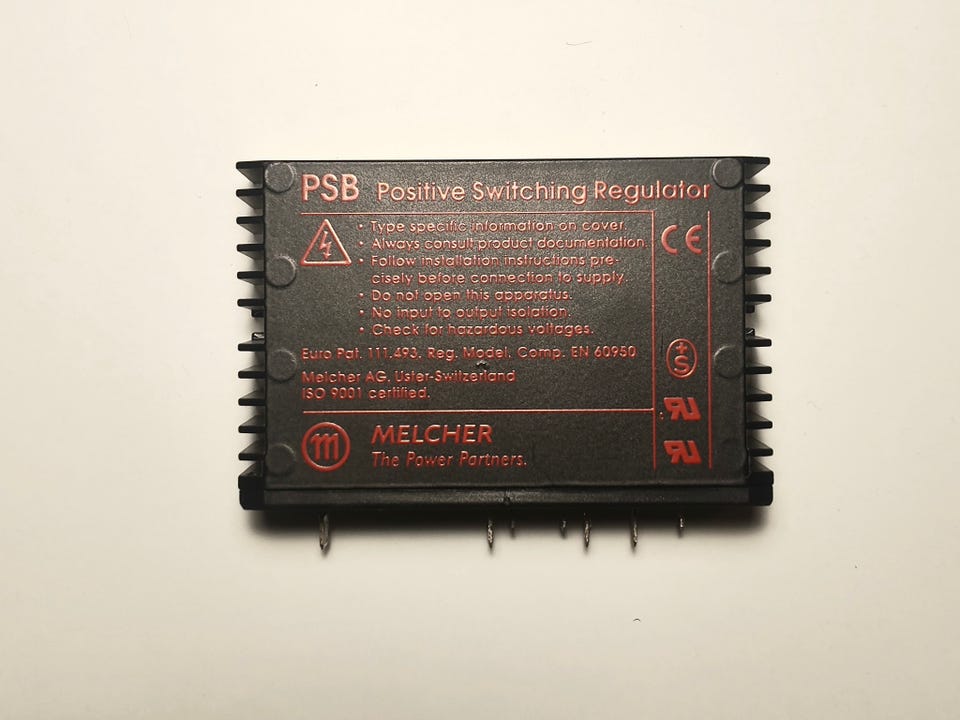 PSB Positive Switching Regulator
• Type specific information on cover.
• Always consult product documentation.
• Follow installation instructions pre-
cisely before connection to supply.
• Do not open this apparatus.
• No input to output isolation.
• Check for hazardous voltages.
CE
Euro Pat. 111.493. Reg. Model. Comp. EN 60950
Melcher AG. Uster-Switzerland
ISO 9001 certified.
+S
RU
RU
m MELCHER
The Power Partners.